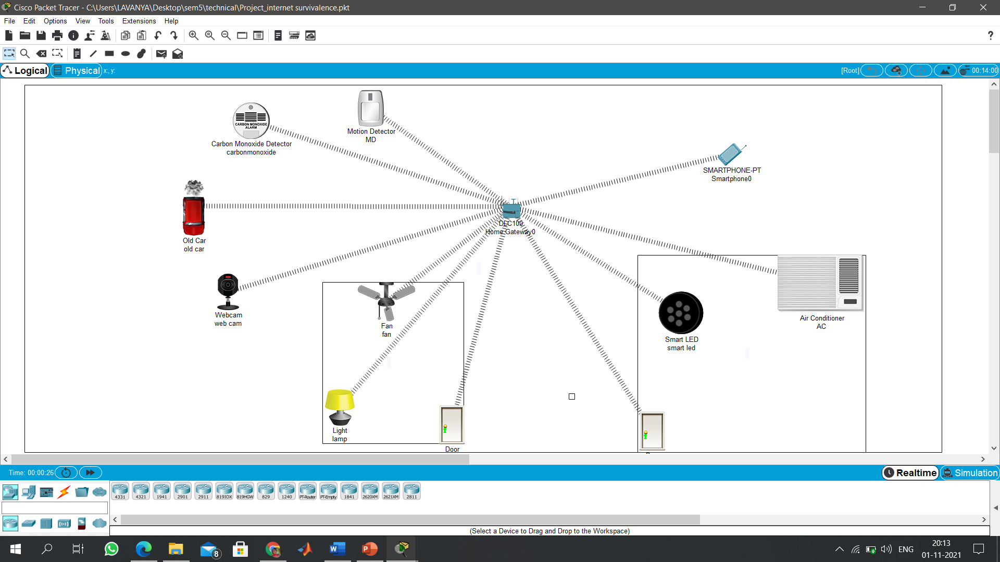 Cisco Packet Tracer - C:\Users\LAVANYA\Desktop\sem5\technical\Project_internet survivalence.pkt
File Edit Options View Tools Extensions Help
?
Logical Physical x:, y: [Root] 00:14:00
CARBON MONOXIDE
ALARM
Motion Detector
MD
Carbon Monoxide Detector
carbonmonoxide
SMARTPHONE-PT
Smartphone0
DLC100
Home Gateway0
Old Car
old car
Webcam
web cam
Fan
fan
Air Conditioner
AC
Smart LED
smart led
Light
lamp
Door
Time: 00:00:26 Realtime Simulation
4331 4321 1941 2901 2911 819IOX 819HGW 829 1240 PT-Router PT-Empty 1841 2620XM 2621XM 2811
(Select a Device to Drag and Drop to the Workspace)
8
ENG
20:13
01-11-2021